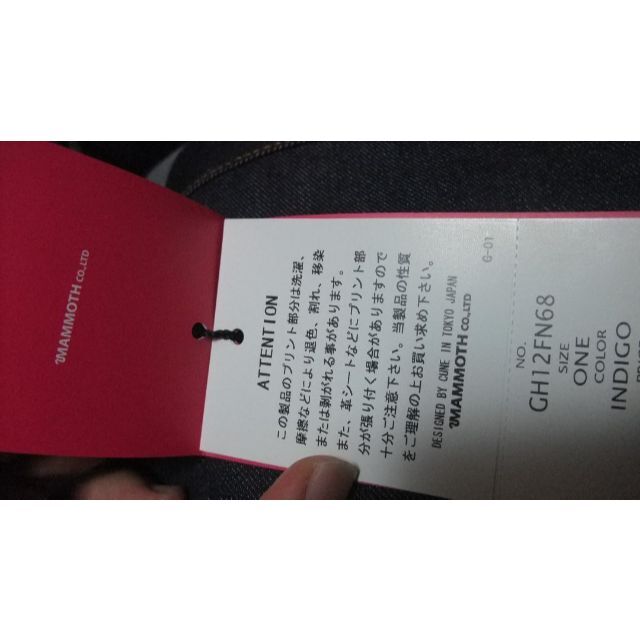 MAMMOTH CO.,LTD
ATTENTION
この製品のプリント部分は洗濯、
摩擦などにより退色、割れ、移染
または剥がれる事があります。
また、革シートなどにプリント部
分が張り付く場合がありますので
十分ご注意下さい。当製品の性質
をご理解の上お買い求め下さい。
DESIGNED BY CUNE IN TOKYO JAPAN
MAMMOTH CO.,LTD
G-01
NO.
GH12FN68
SIZE
ONE
COLOR
INDIGO